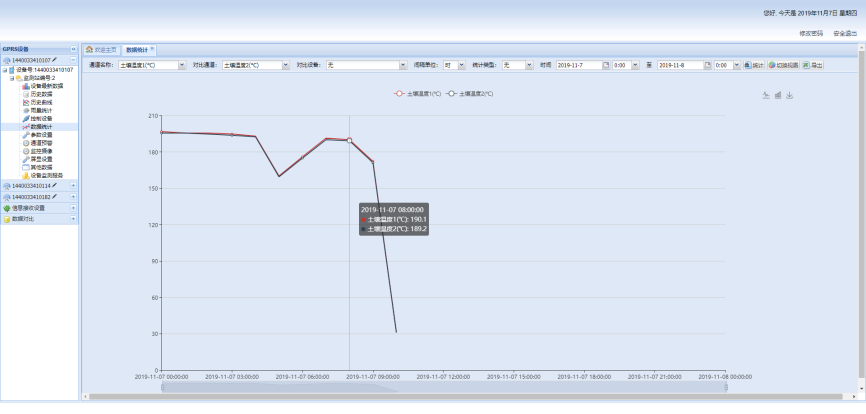 您好, 今天是 2019年11月7日 星期四
修改密码 安全退出
GPRS设备
1440033410107
设备号:1440033410107
监测站编号:2
设备最新数据
历史数据
历史曲线
雨量统计
控制设备
数据统计
参数设置
通道预警
监控摄像
屏显设置
其他数据
设备监测报告
1440033410114
1440033410182
信息接收设置
数据对比
欢迎主页 数据统计
通道名称: 土壤温度1(℃) 对比通道: 土壤温度2(℃) 对比设备: 无 间隔单位: 时 统计类型: 无 时间 2019-11-7 0:00 至 2019-11-8 0:00 统计 切换视图 导出
土壤温度1(℃) 土壤温度2(℃)
210
180
150
120
90
60
30
0
2019-11-07 08:00:00
土壤温度1(℃): 190.1
土壤温度2(℃): 189.2
2019-11-07 00:00:00 2019-11-07 03:00:00 2019-11-07 06:00:00 2019-11-07 09:00:00 2019-11-07 12:00:00 2019-11-07 15:00:00 2019-11-07 18:00:00 2019-11-07 21:00:00 2019-11-08 00:00:00